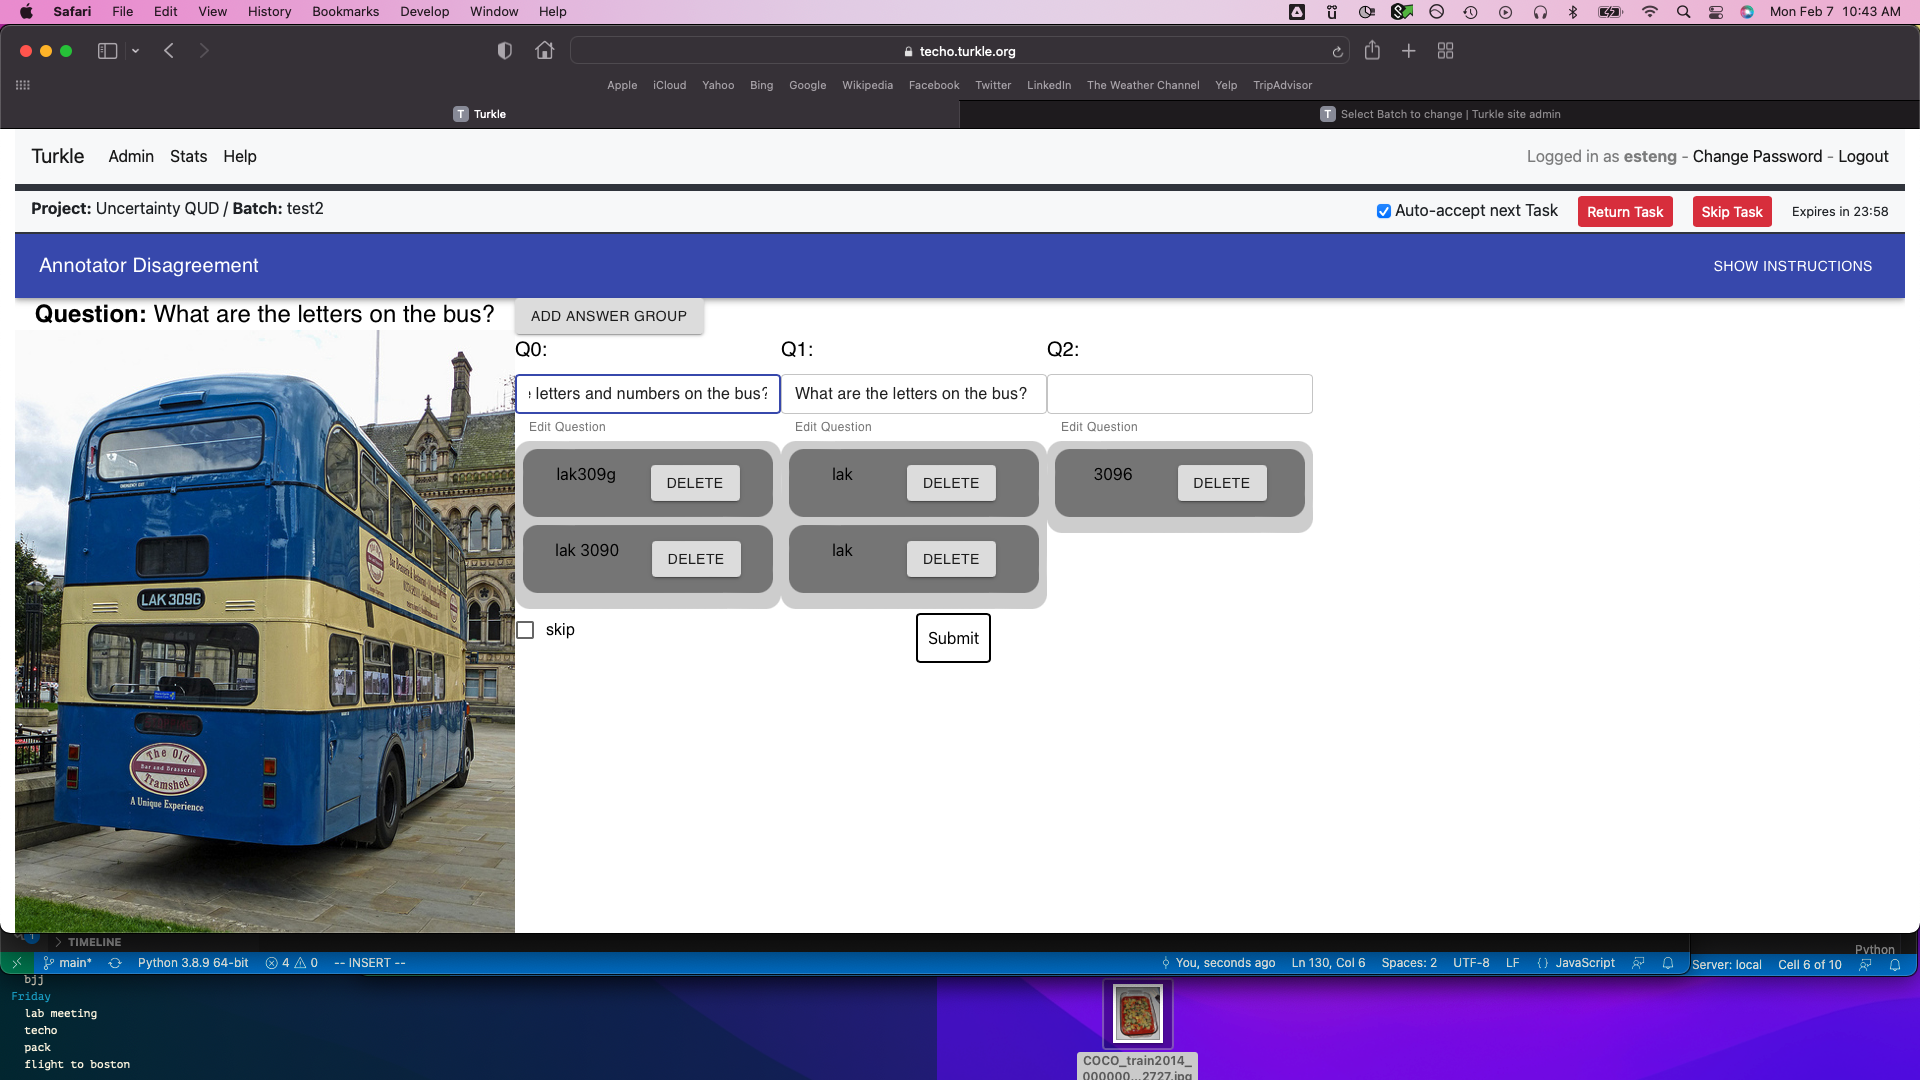 Safari File Edit View History Bookmarks Develop Window Help Mon Feb 7 10:43 AM
techo.turkle.org
Apple iCloud Yahoo Bing Google Wikipedia Facebook Twitter LinkedIn The Weather Channel Yelp TripAdvisor
T Turkle T Select Batch to change | Turkle site admin
Turkle Admin Stats Help Logged in as esteng - Change Password - Logout
Project: Uncertainty QUD / Batch: test2 Auto-accept next Task Return Task Skip Task Expires in 23:58
Annotator Disagreement SHOW INSTRUCTIONS
Question: What are the letters on the bus? ADD ANSWER GROUP
Q0: Q1: Q2:
letters and numbers on the bus? What are the letters on the bus?
Edit Question Edit Question Edit Question
lak309g DELETE lak DELETE 3096 DELETE
lak 3090 DELETE lak DELETE
skip Submit
EMERGENCY EXIT
LAK 309G
The Old
Bar and Brasserie
Tramshed
A Unique Experience
TIMELINE
Python
main* Python 3.8.9 64-bit 4 0 -- INSERT -- You, seconds ago Ln 130, Col 6 Spaces: 2 UTF-8 LF {} JavaScript Server: local Cell 6 of 10
bjj
Friday
lab meeting
techo
pack
flight to boston
COCO_train2014_
000000...2727.jpg